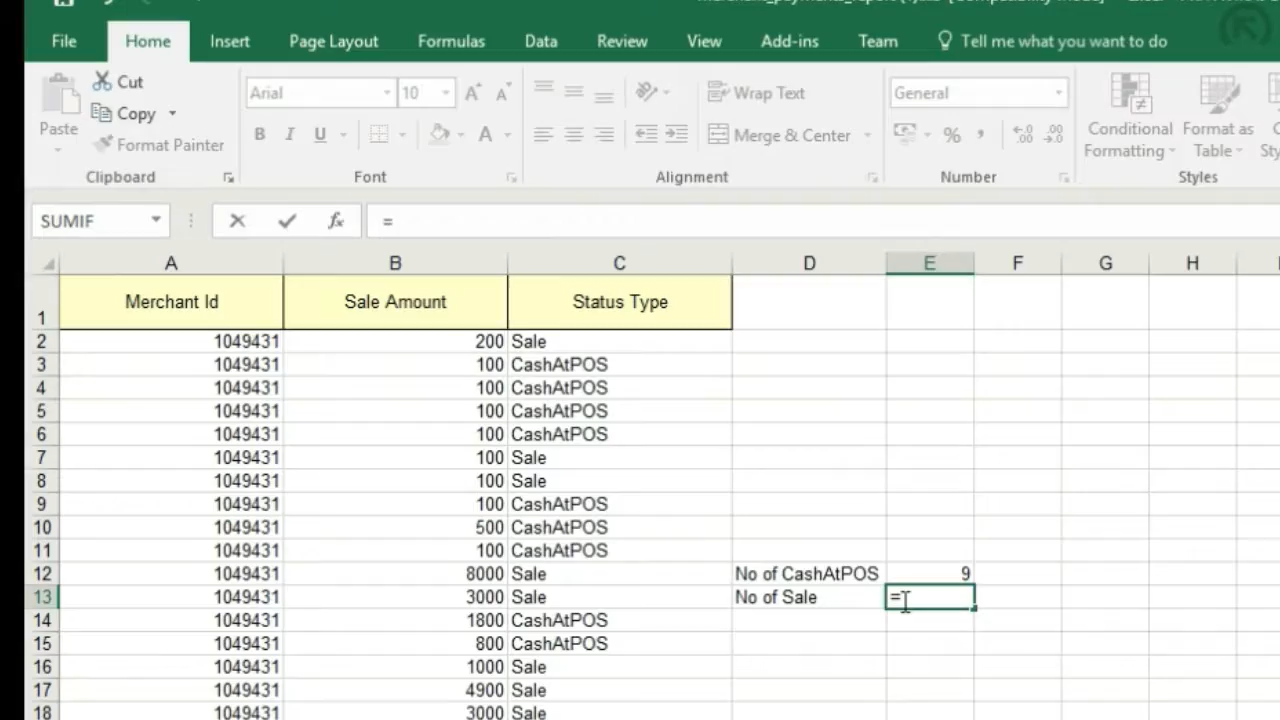 File Home Insert Page Layout Formulas Data Review View Add-ins Team Tell me what you want to do
Paste
Cut
Copy
Format Painter
Clipboard
Arial 10
B I U
Font
Wrap Text
Merge & Center
Alignment
General
% ,
Number
Conditional Formatting
Format as Table
Styles
SUMIF fx =
A B C D E F G H
1 Merchant Id Sale Amount Status Type
2 1049431 200 Sale
3 1049431 100 CashAtPOS
4 1049431 100 CashAtPOS
5 1049431 100 CashAtPOS
6 1049431 100 CashAtPOS
7 1049431 100 Sale
8 1049431 100 Sale
9 1049431 100 CashAtPOS
10 1049431 500 CashAtPOS
11 1049431 100 CashAtPOS
12 1049431 8000 Sale No of CashAtPOS 9
13 1049431 3000 Sale No of Sale =
14 1049431 1800 CashAtPOS
15 1049431 800 CashAtPOS
16 1049431 1000 Sale
17 1049431 4900 Sale
18 1049431 3000 Sale